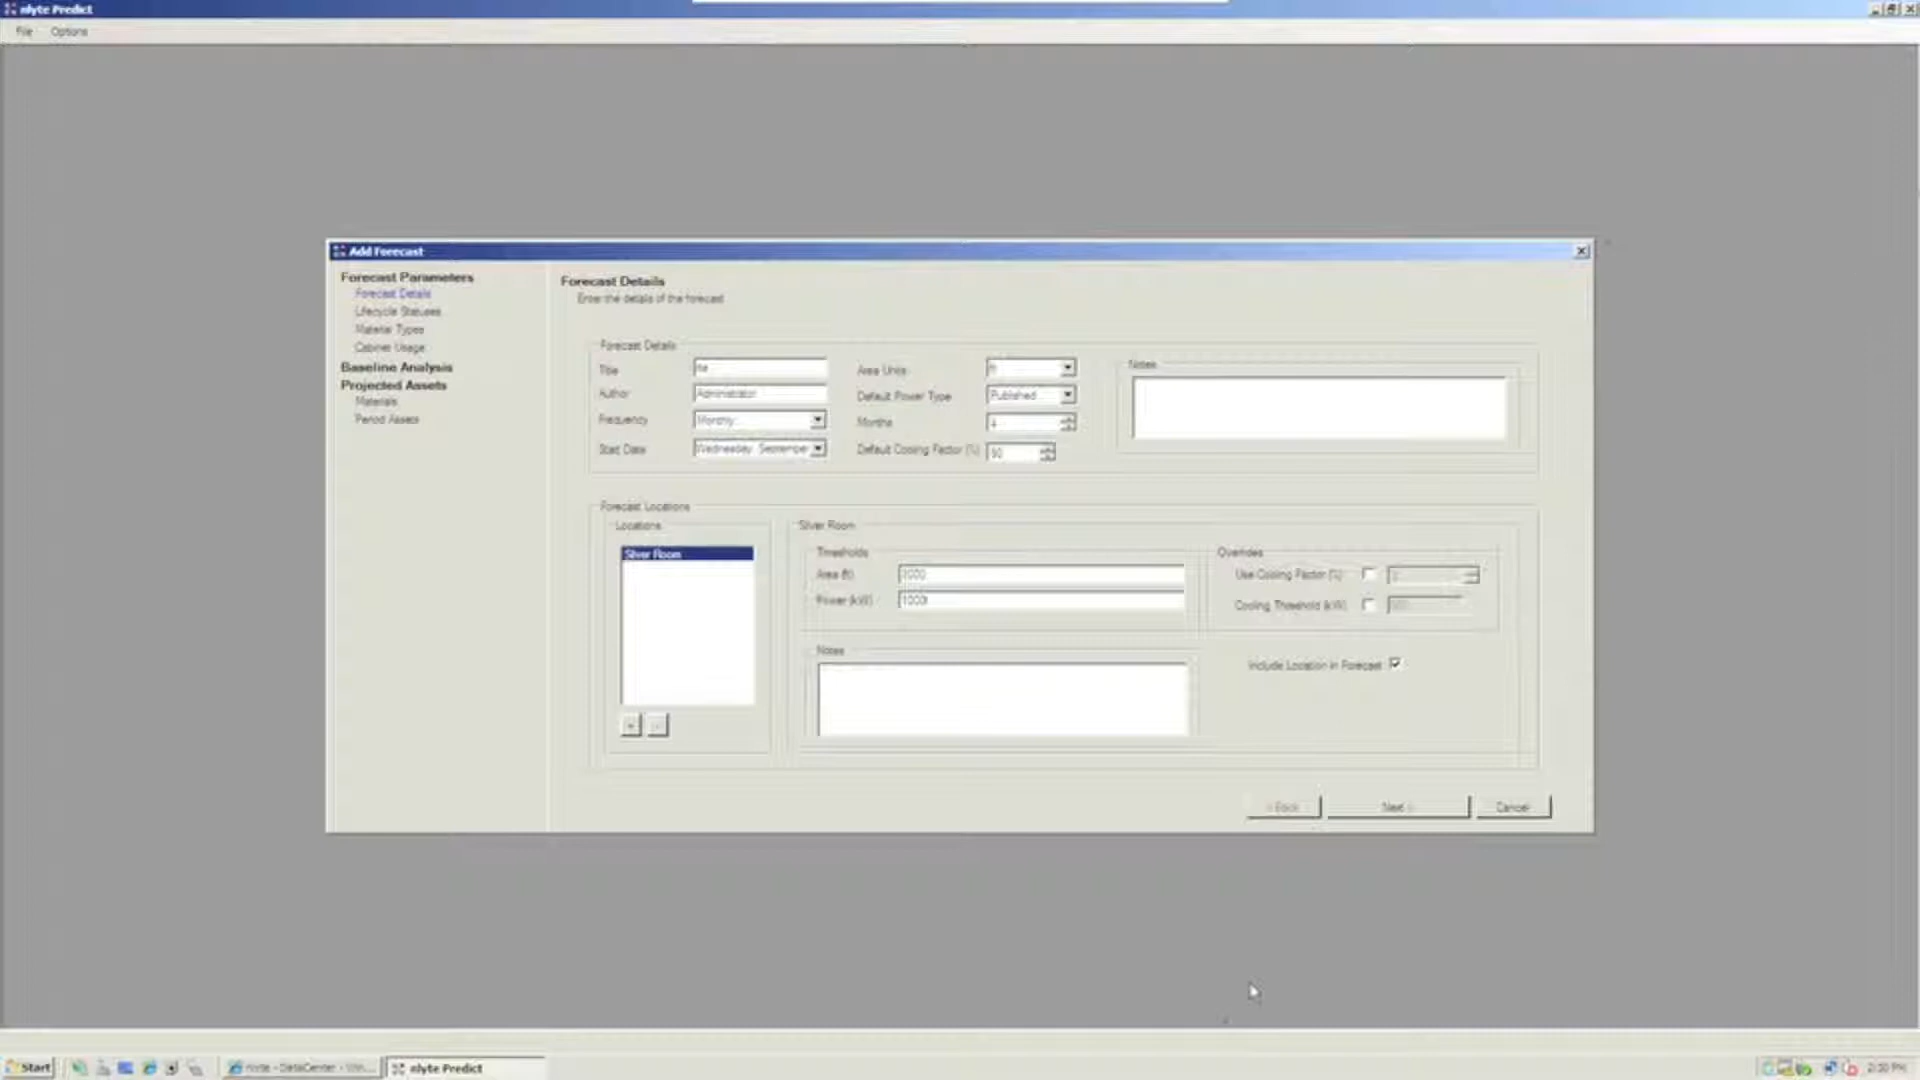 nlyte Predict
File Options
Add Forecast
Forecast Parameters
Forecast Details
Lifecycle Statuses
Material Types
Cabinet Usage
Baseline Analysis
Projected Assets
Materials
Period Assets
Forecast Details
Enter the details of the forecast
Forecast Details
Title
Author Administrator
Frequency Monthly
Start Date Wednesday, September
Area Units ft
Default Power Type Published
Months 4
Default Cooling Factor (%)
Notes
Forecast Locations
Locations
Silver Room
Silver Room
Thresholds
Area (ft)
Power (kW) 1000
Overrides
Use Cooling Factor (%)
Cooling Threshold (kW)
Notes
Include Location in Forecast
< Back Next > Cancel
Start nlyte - DataCenter - Win... nlyte Predict 2:30 PM